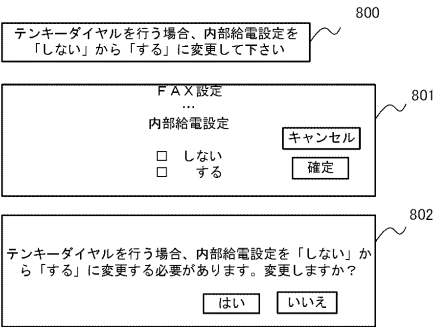 800
テンキーダイヤルを行う場合、内部給電設定を
「しない」から「する」に変更して下さい
801
ＦＡＸ設定
…
内部給電設定
キャンセル
□ しない
□ する
確定
802
テンキーダイヤルを行う場合、内部給電設定を「しない」か
ら「する」に変更する必要があります。変更しますか？
はい
いいえ